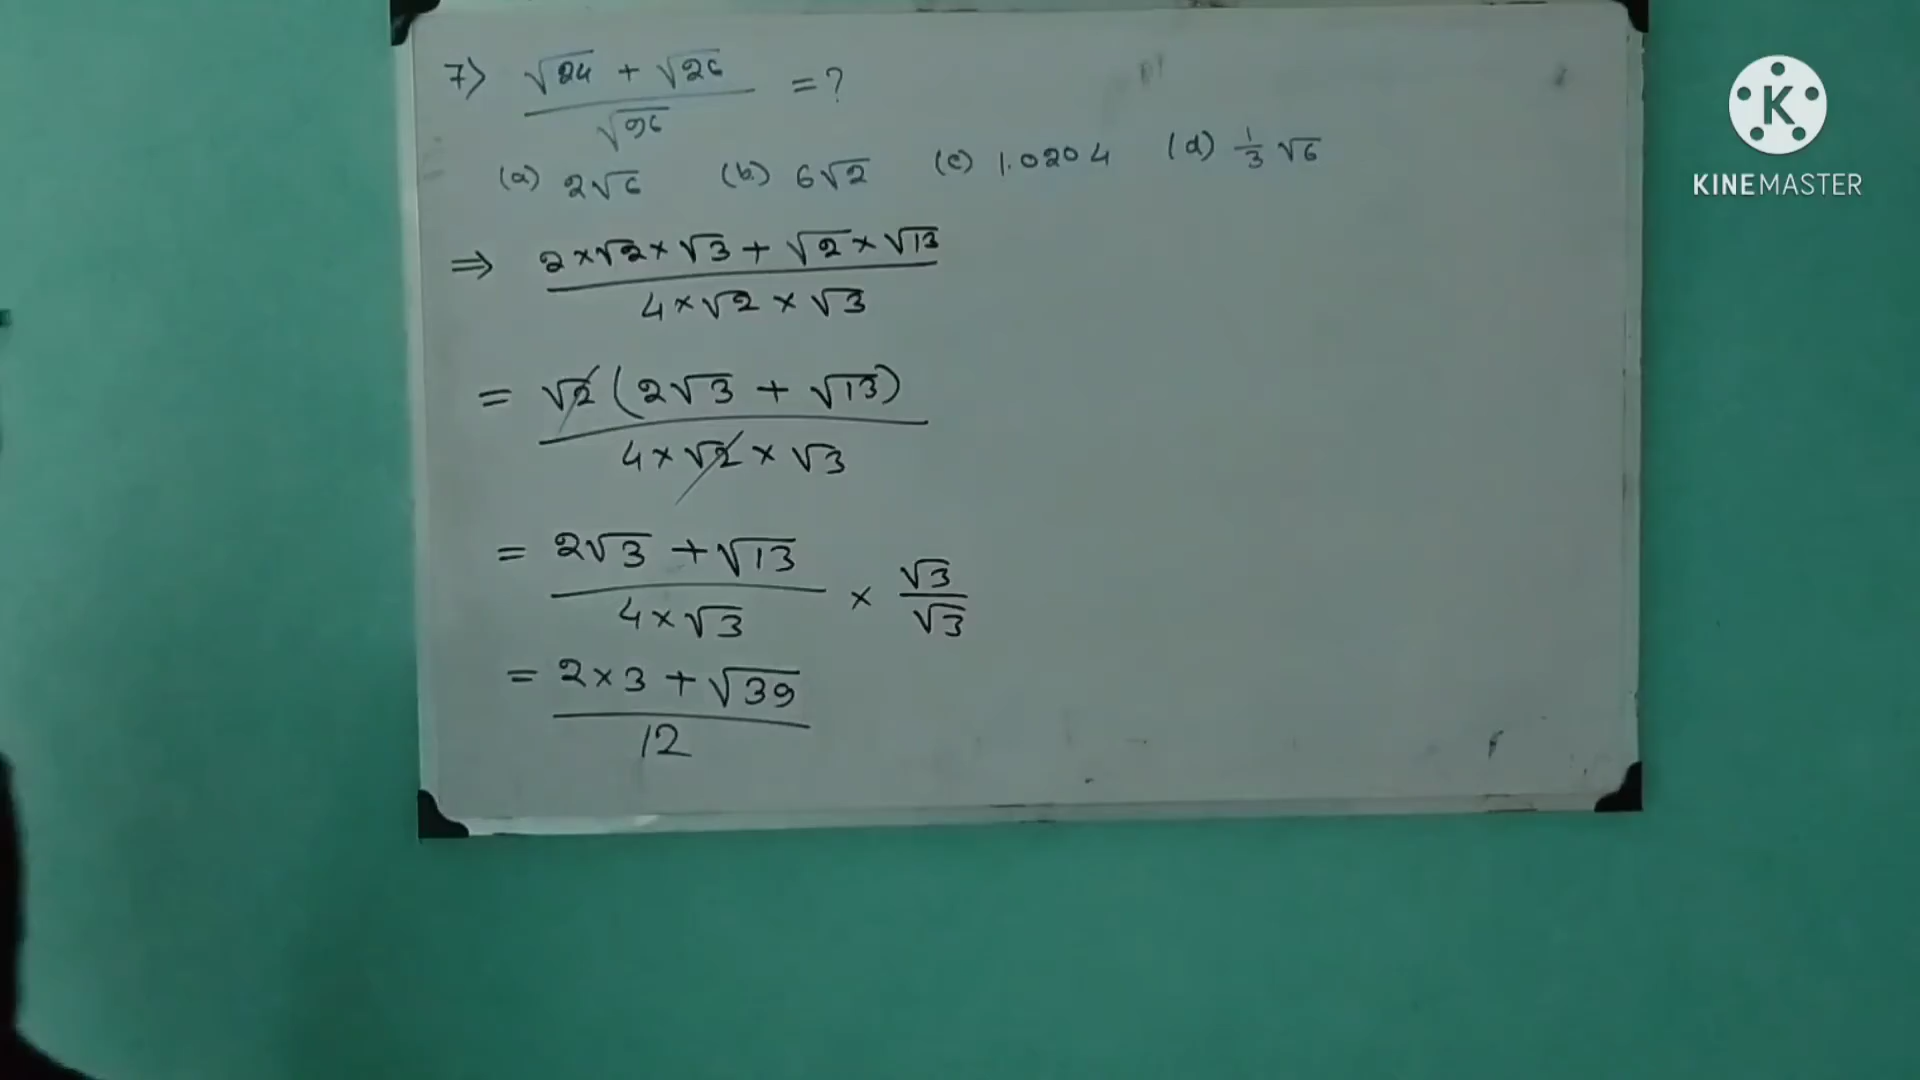 7) (√24 + √26)/√96 = ?
(a) 2√6 (b) 6√2 (c) 1.0204 (d) 1/3 √6
⇒ (2×√2×√3 + √2×√13)/(4×√2×√3)
= √2(2√3 + √13)/(4×√2×√3)
= (2√3 + √13)/(4×√3) × √3/√3
= (2×3 + √39)/12
K
KINEMASTER